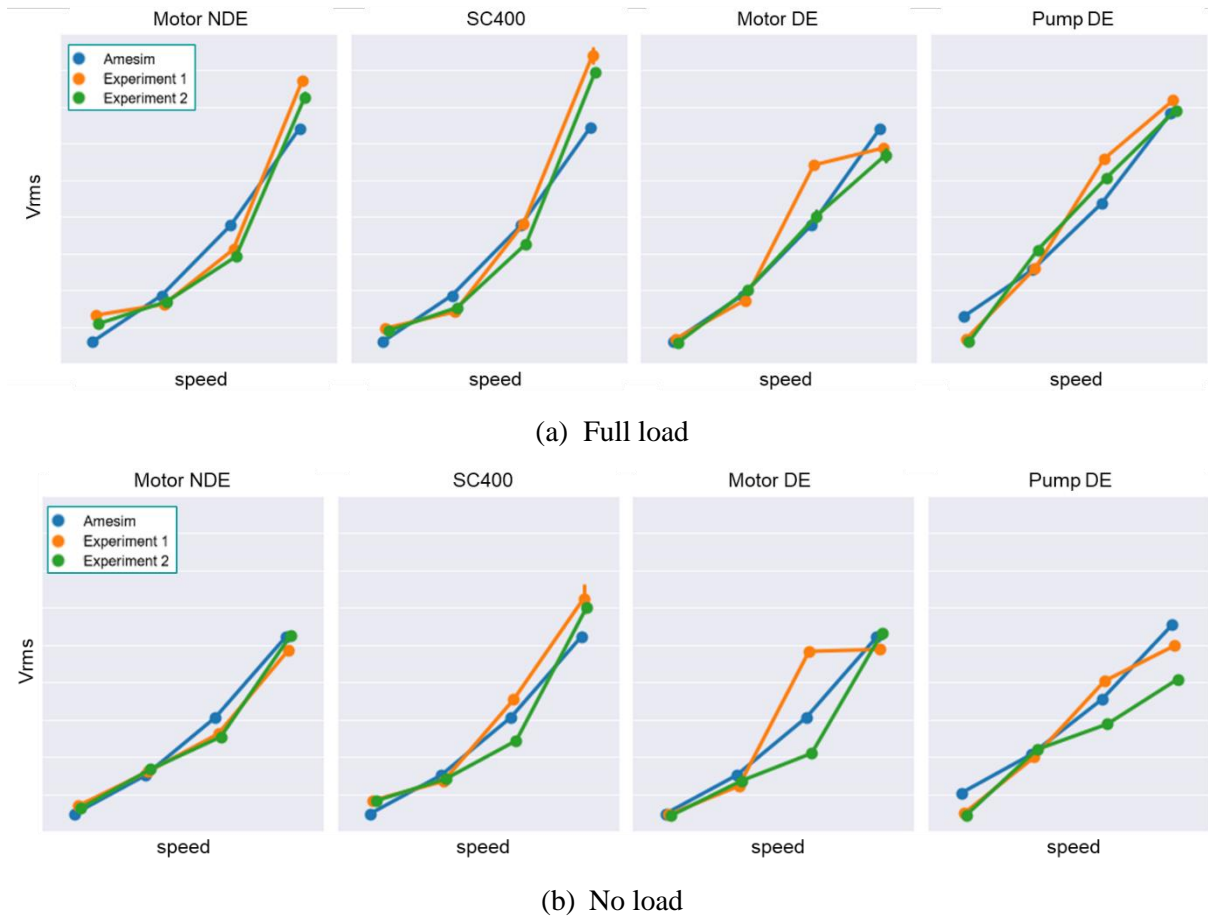 Motor NDE SC400 Motor DE Pump DE
Amesim
Experiment 1
Experiment 2
Vrms
speed speed speed speed
(a) Full load
Motor NDE SC400 Motor DE Pump DE
Amesim
Experiment 1
Experiment 2
Vrms
speed speed speed speed
(b) No load